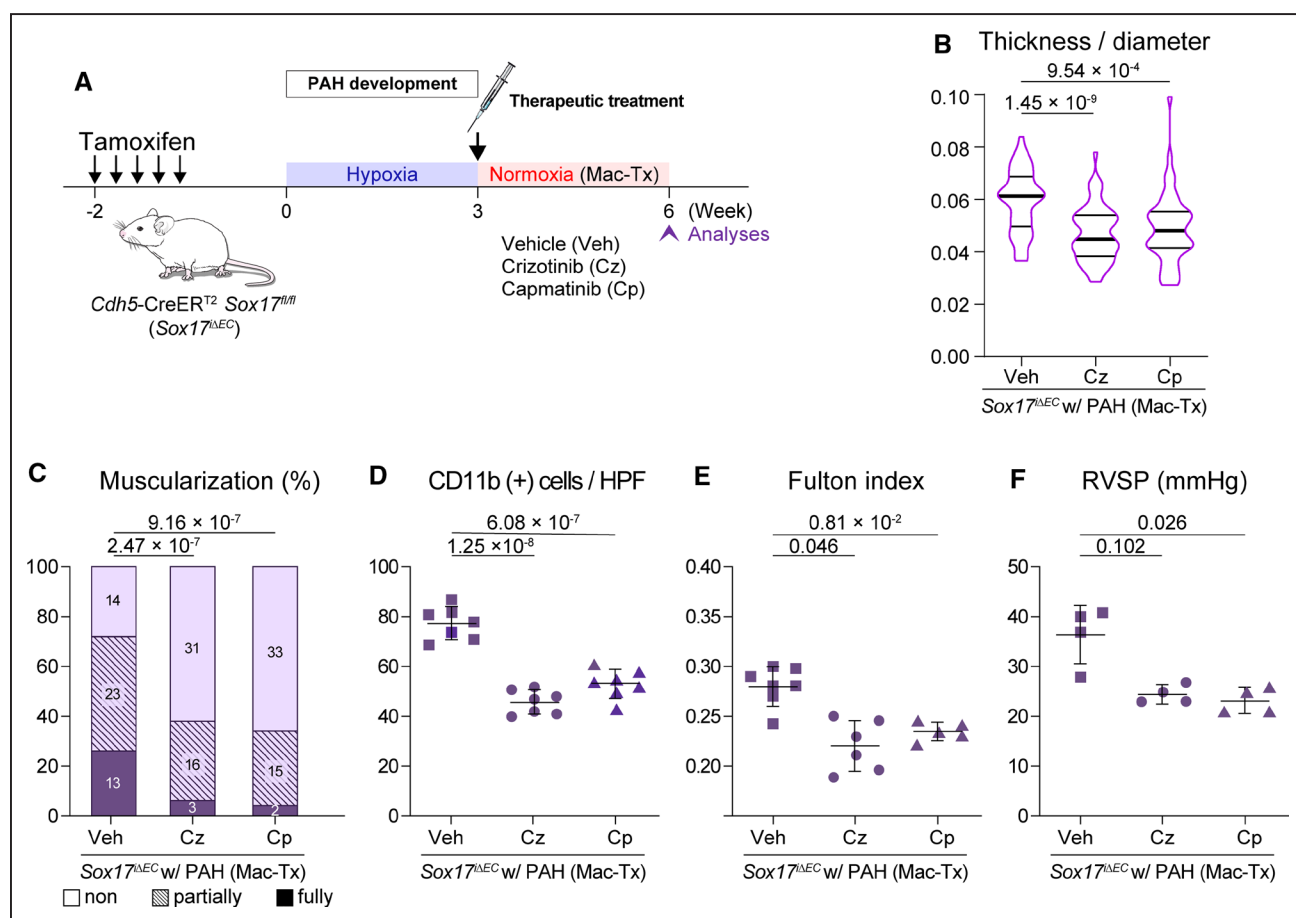 A
PAH development
Therapeutic treatment
Tamoxifen
Hypoxia
Normoxia (Mac-Tx)
-2
0
3
6
(Week)
Analyses
Vehicle (Veh)
Crizotinib (Cz)
Capmatinib (Cp)
Cdh5-CreERT2 Sox17fl/fl
(Sox17iΔEC)
B
Thickness / diameter
9.54 × 10-4
1.45 × 10-9
0.10
0.08
0.06
0.04
0.02
0.00
Veh Cz Cp
Sox17iΔEC w/ PAH (Mac-Tx)
C
Muscularization (%)
9.16 × 10-7
2.47 × 10-7
100
80
60
40
20
0
14
23
13
31
16
3
33
15
2
Veh Cz Cp
Sox17iΔEC w/ PAH (Mac-Tx)
non partially fully
D
CD11b (+) cells / HPF
6.08 × 10-7
1.25 ×10-8
100
80
60
40
20
0
Veh Cz Cp
Sox17iΔEC w/ PAH (Mac-Tx)
E
Fulton index
0.81 × 10-2
0.046
0.40
0.35
0.30
0.25
0.20
Veh Cz Cp
Sox17iΔEC w/ PAH (Mac-Tx)
F
RVSP (mmHg)
0.026
0.102
50
40
30
20
10
0
Veh Cz Cp
Sox17iΔEC w/ PAH (Mac-Tx)